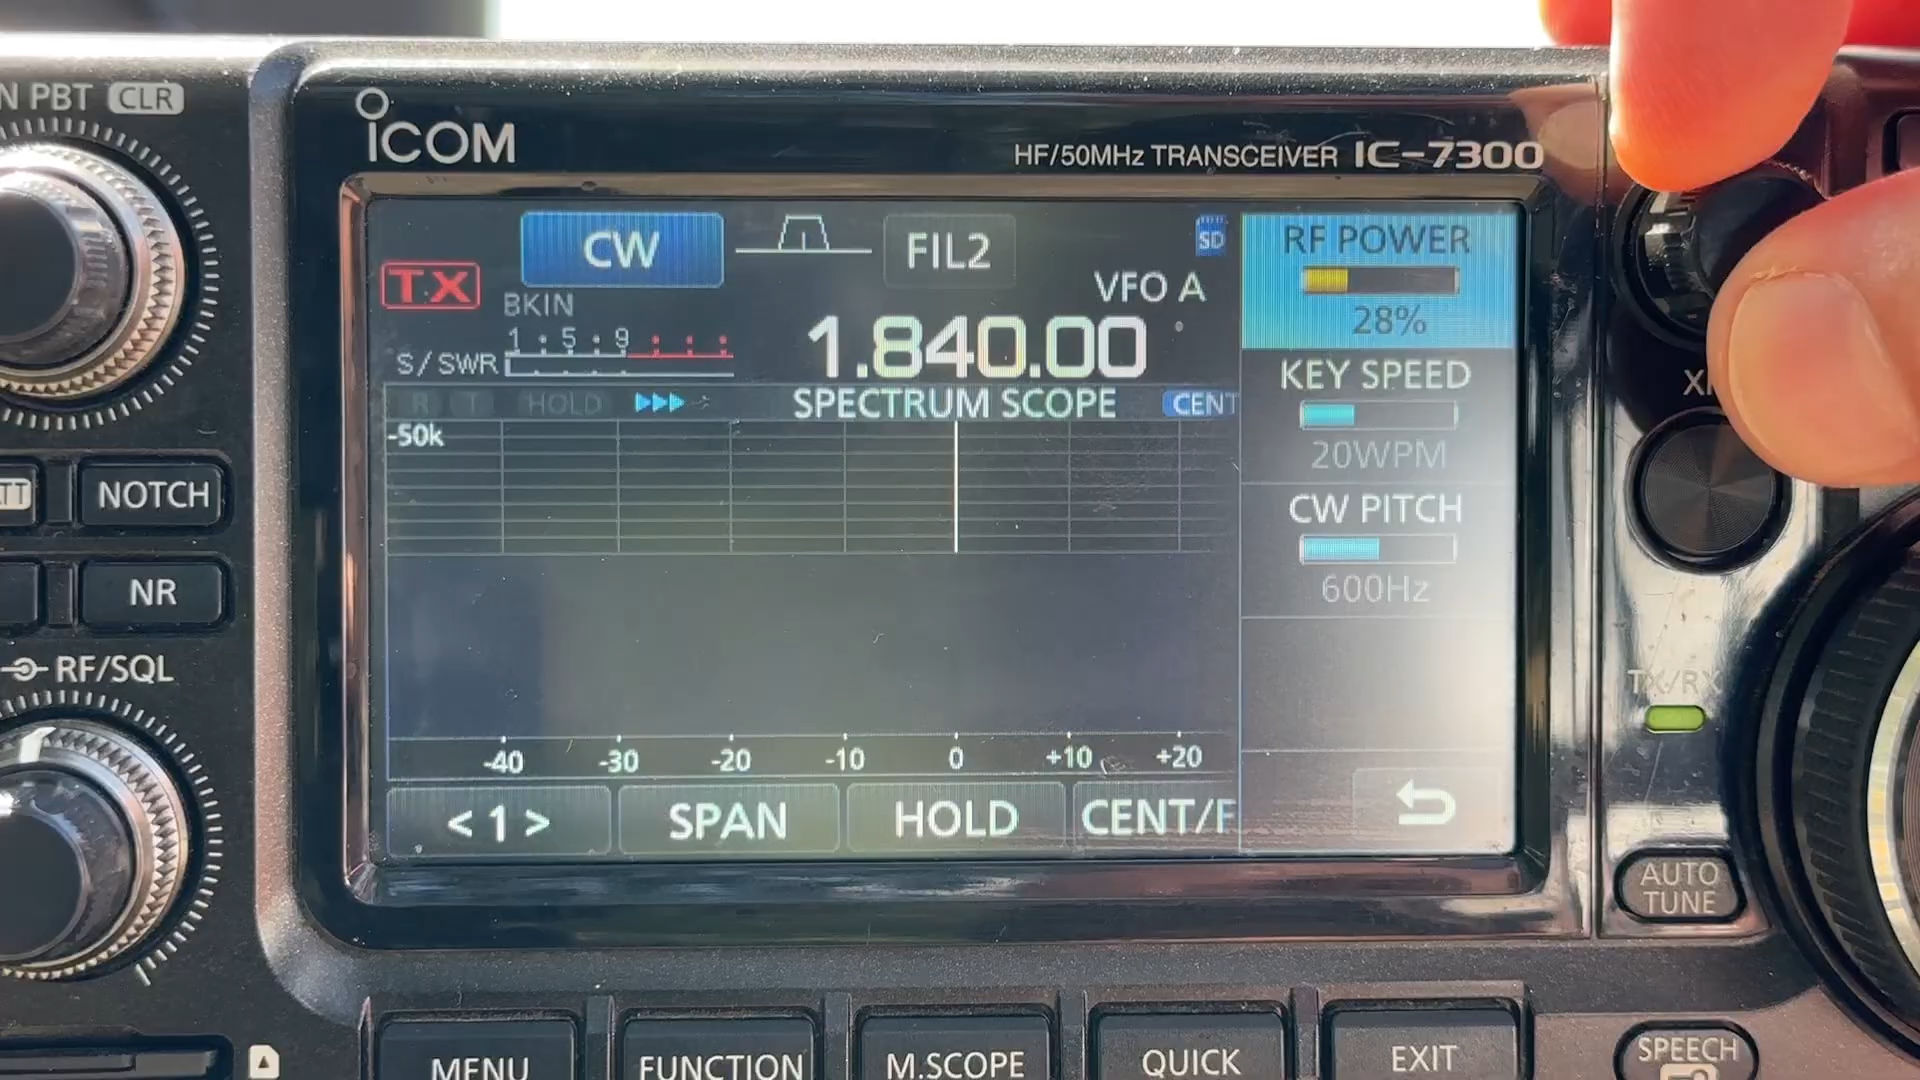 N PBT CLR
ICOM
HF/50MHz TRANSCEIVER IC-7300
CW
FIL2
SD
RF POWER
28%
TX
BKIN
VFO A
1 : 5 : 9 : : :
S/SWR
1.840.00
KEY SPEED
20WPM
R T HOLD
SPECTRUM SCOPE
CENT
-50k
CW PITCH
600Hz
TT
NOTCH
NR
RF/SQL
TX/RX
-40 -30 -20 -10 0 +10 +20
< 1 >
SPAN
HOLD
CENT/F
AUTO
TUNE
MENU
FUNCTION
M.SCOPE
QUICK
EXIT
SPEECH